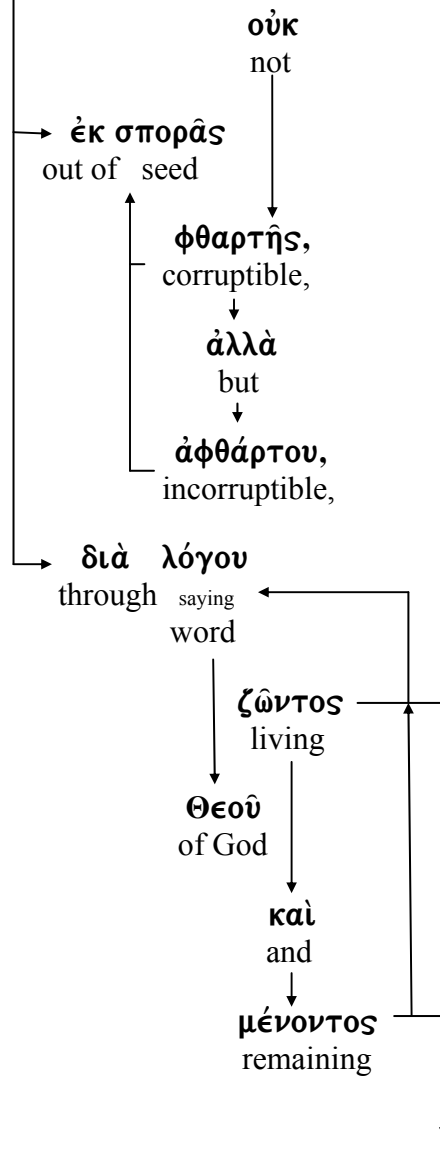 οὐκ
not
ἐκ σπορᾶς
out of seed
φθαρτῆς,
corruptible,
ἀλλὰ
but
ἀφθάρτου,
incorruptible,
διὰ λόγου
through saying
word
ζῶντος
living
Θεοῦ
of God
καὶ
and
μένοντος
remaining